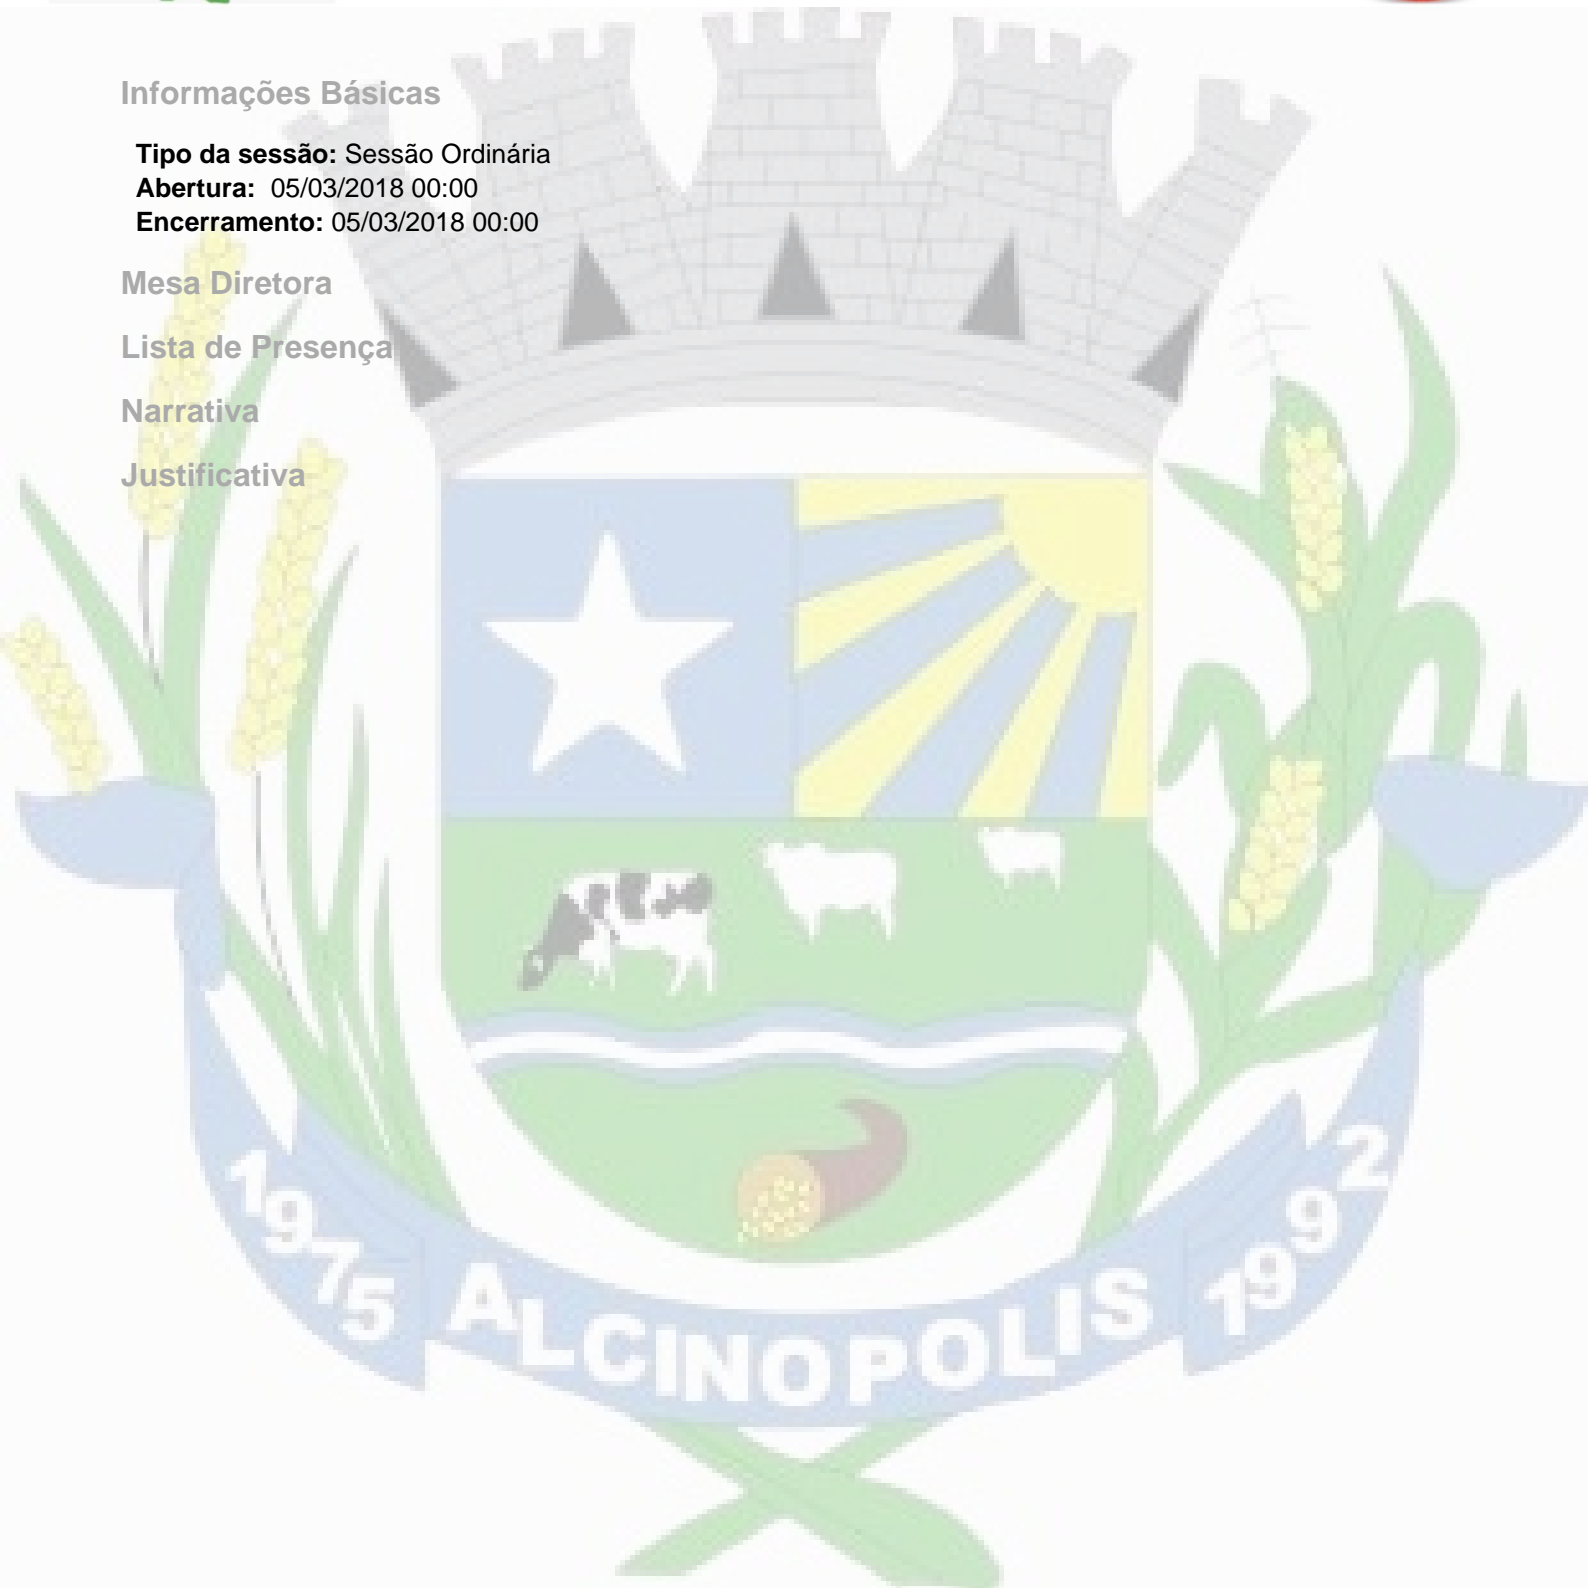 Informações Básicas
Tipo da sessão: Sessão Ordinária
Abertura: 05/03/2018 00:00
Encerramento: 05/03/2018 00:00
Mesa Diretora
Lista de Presença
Narrativa
Justificativa
1975 ALCINOPOLIS 1992